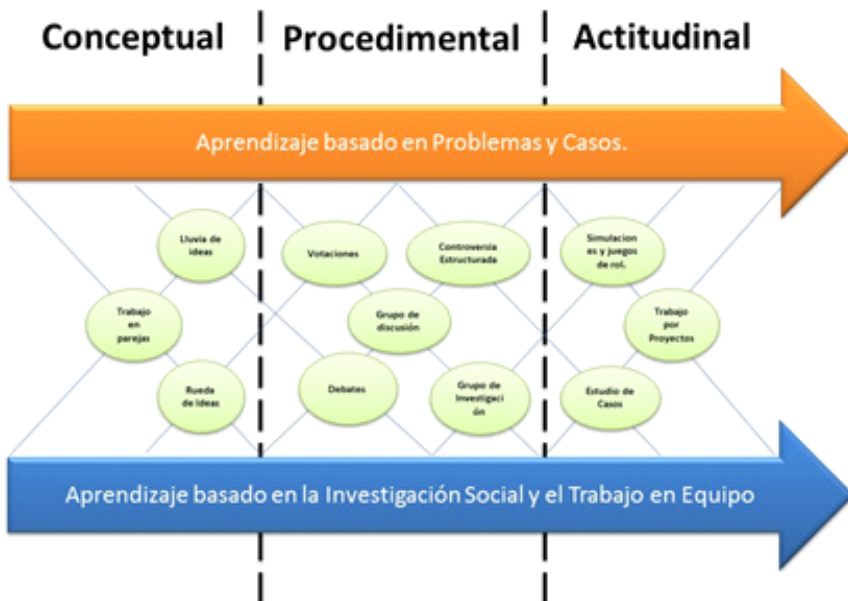 Conceptual
Procedimental
Actitudinal
Aprendizaje basado en Problemas y Casos.
Lluvia de
ideas
Votaciones
Controversia
Estructurada
Simulacion
es y juegos
de rol.
Trabajo
en
parejas
Grupo de
discusión
Trabajo
por
Proyectos
Rueda
de Ideas
Debates
Grupo de
Investigaci
ón
Estudio de
Casos
Aprendizaje basado en la Investigación Social y el Trabajo en Equipo